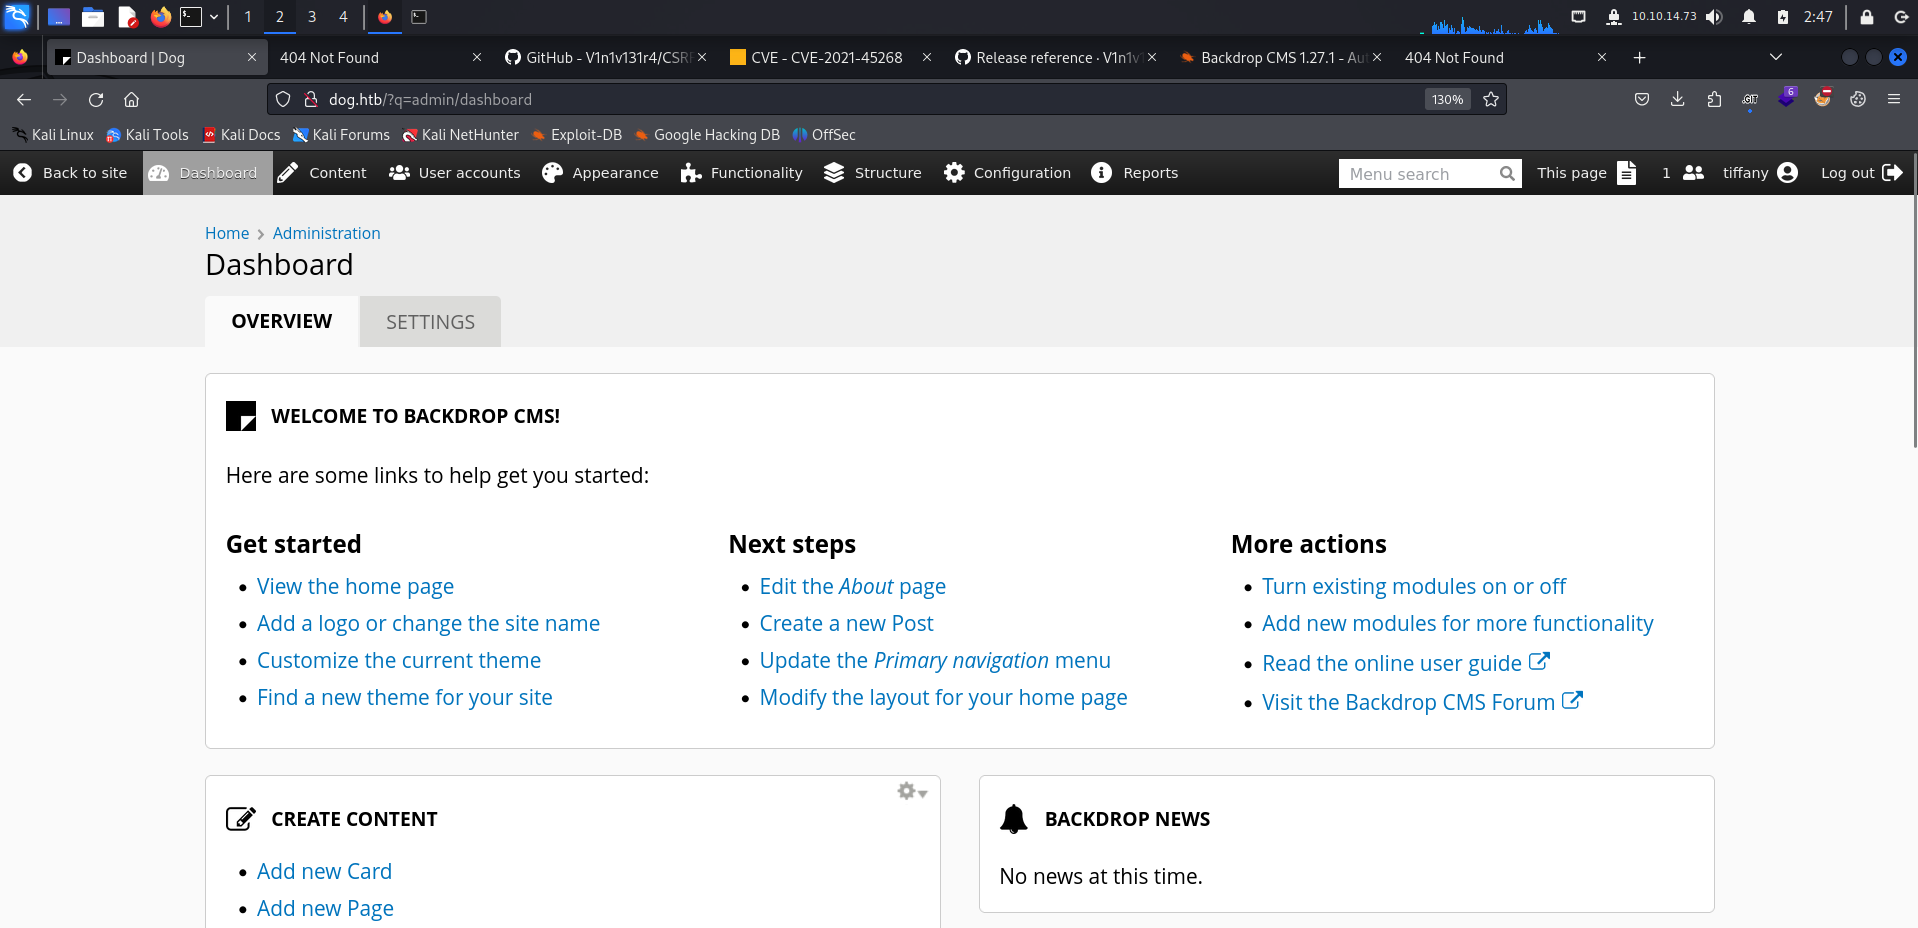 1 2 3 4 10.10.14.73 2:47
Dashboard | Dog 404 Not Found GitHub - V1n1v131r4/CSRF CVE - CVE-2021-45268 Release reference · V1n1v1 Backdrop CMS 1.27.1 - Aut 404 Not Found
dog.htb/?q=admin/dashboard 130% .GIT 6
Kali Linux Kali Tools Kali Docs Kali Forums Kali NetHunter Exploit-DB Google Hacking DB OffSec
Back to site Dashboard Content User accounts Appearance Functionality Structure Configuration Reports Menu search This page 1 tiffany Log out
Home Administration
Dashboard
OVERVIEW SETTINGS
WELCOME TO BACKDROP CMS!
Here are some links to help get you started:
Get started
View the home page
Add a logo or change the site name
Customize the current theme
Find a new theme for your site
Next steps
Edit the About page
Create a new Post
Update the Primary navigation menu
Modify the layout for your home page
More actions
Turn existing modules on or off
Add new modules for more functionality
Read the online user guide
Visit the Backdrop CMS Forum
CREATE CONTENT
Add new Card
Add new Page
BACKDROP NEWS
No news at this time.